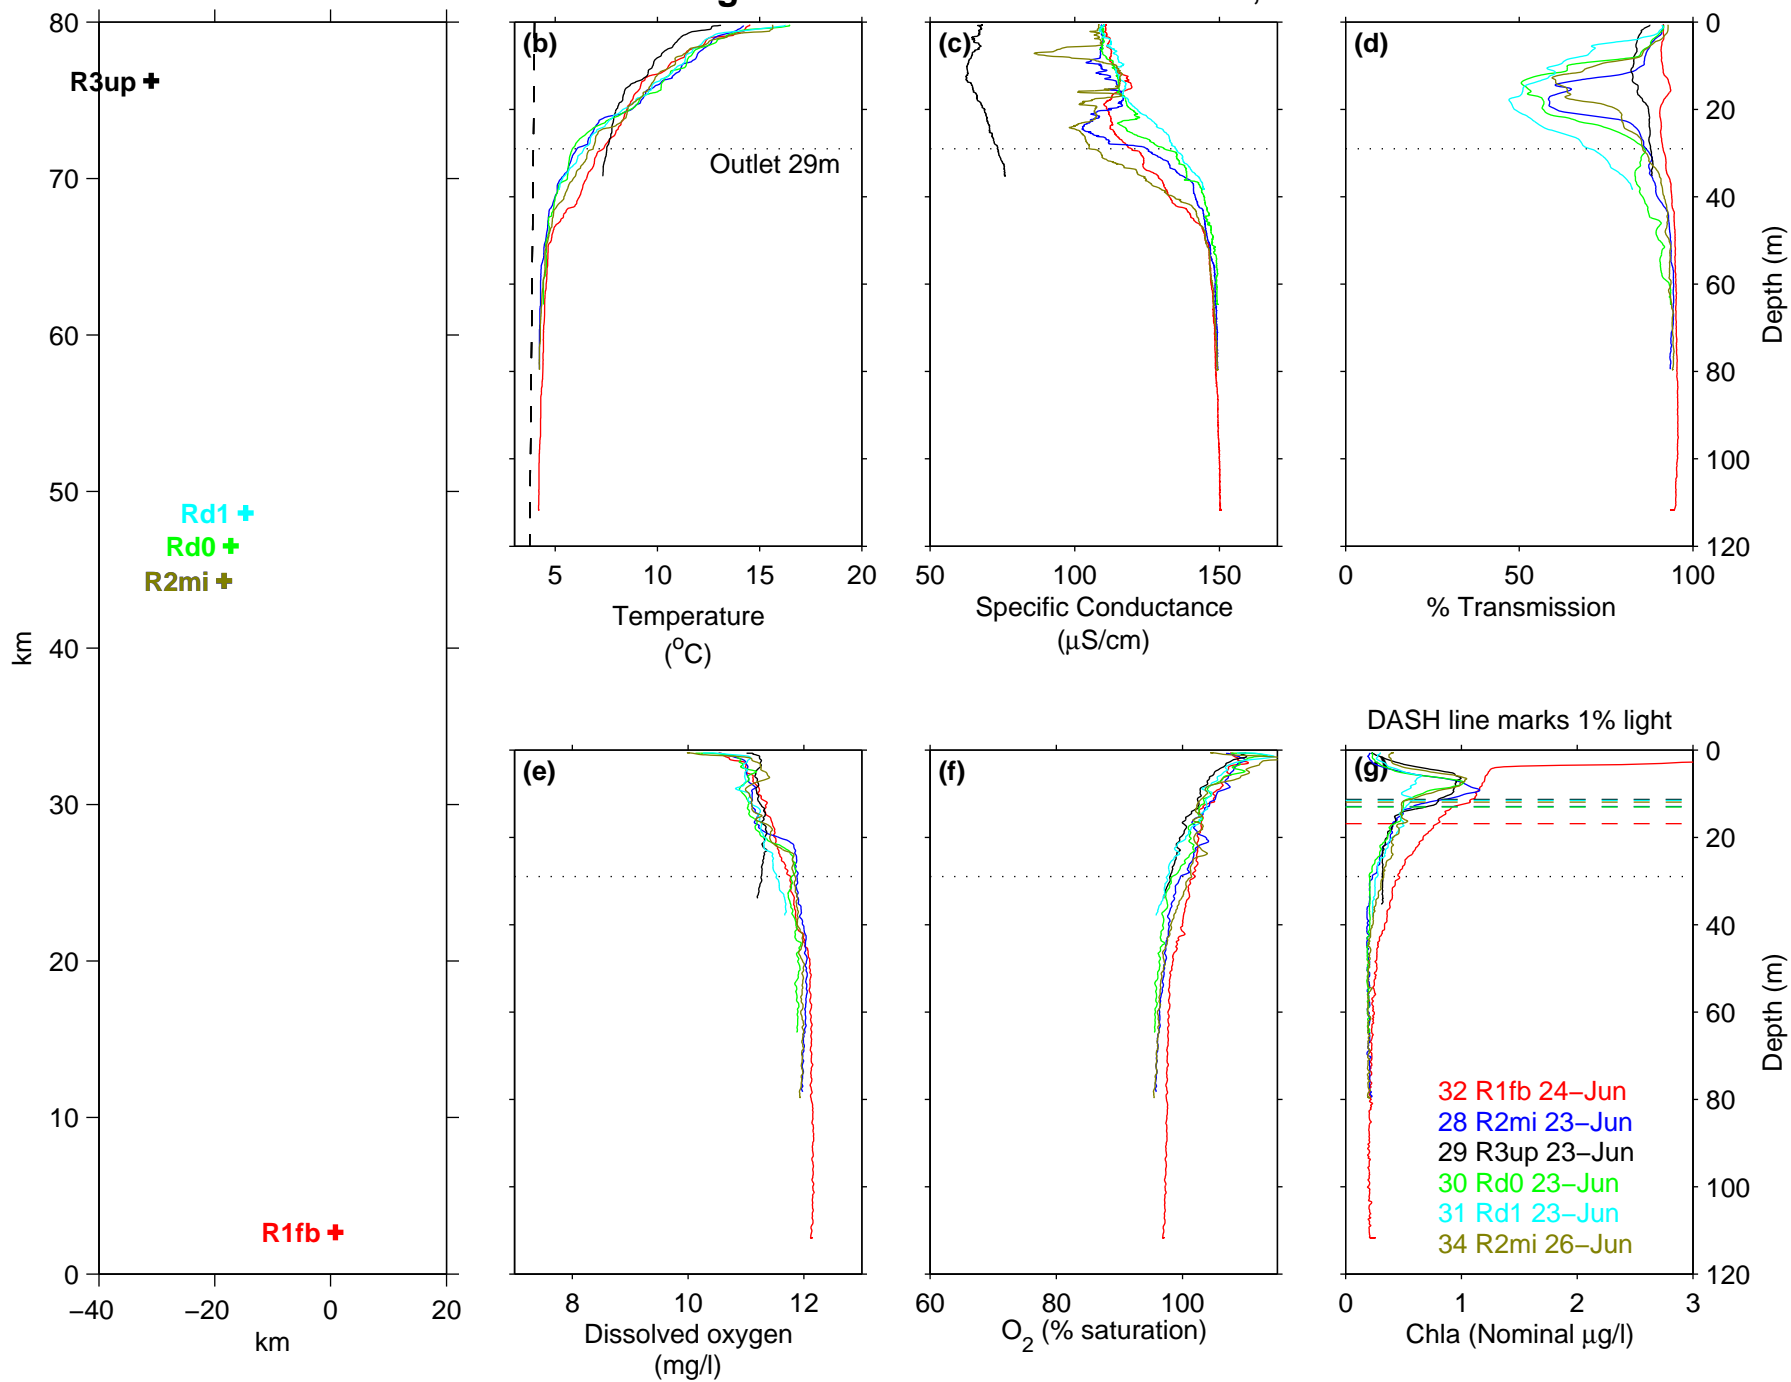 80
70
60
50
40
30
20
10
0
km
−40
−20
0
20
km
R3up
Rd1
Rd0
R2mi
R1fb
(b)
Outlet 29m
5
10
15
20
Temperature
(°C)
(c)
50
100
150
Specific Conductance
(μS/cm)
(d)
0
50
100
% Transmission
0
20
40
60
80
100
120
Depth (m)
(e)
8
10
12
Dissolved oxygen
(mg/l)
(f)
60
80
100
O2 (% saturation)
DASH line marks 1% light
(g)
32 R1fb 24−Jun
28 R2mi 23−Jun
29 R3up 23−Jun
30 Rd0 23−Jun
31 Rd1 23−Jun
34 R2mi 26−Jun
0
1
2
3
Chla (Nominal μg/l)
0
20
40
60
80
100
120
Depth (m)